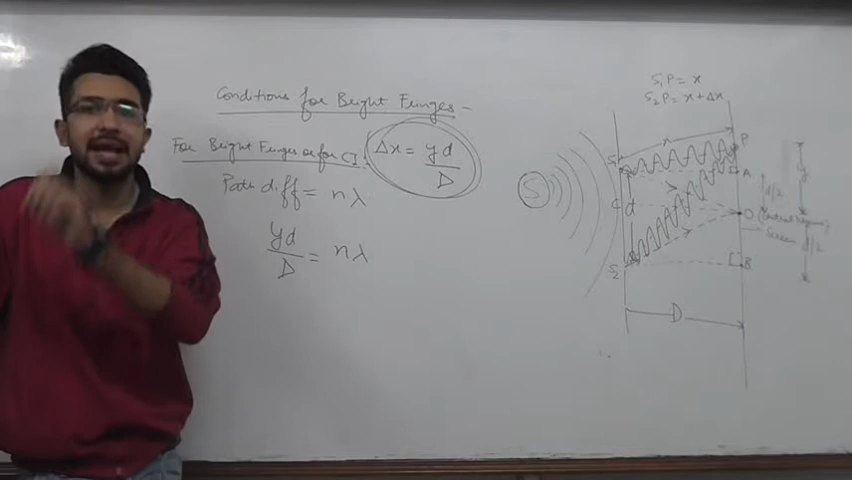 Conditions for Bright Fringes -
For Bright Fringes or for CI:
Δx = yd/D
Path diff = nλ
yd/D = nλ
S₁P = x
S₂P = x+Δx
x
P
S₁
A
y
S
d/2
C
d
O (Central
Screen
d/2
S₂
B
D